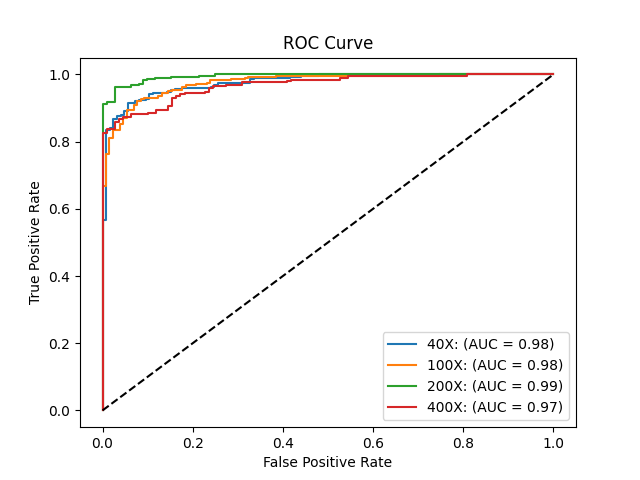 ROC Curve
True Positive Rate
1.0
0.8
0.6
0.4
0.2
0.0
40X: (AUC = 0.98)
100X: (AUC = 0.98)
200X: (AUC = 0.99)
400X: (AUC = 0.97)
0.0 0.2 0.4 0.6 0.8 1.0
False Positive Rate